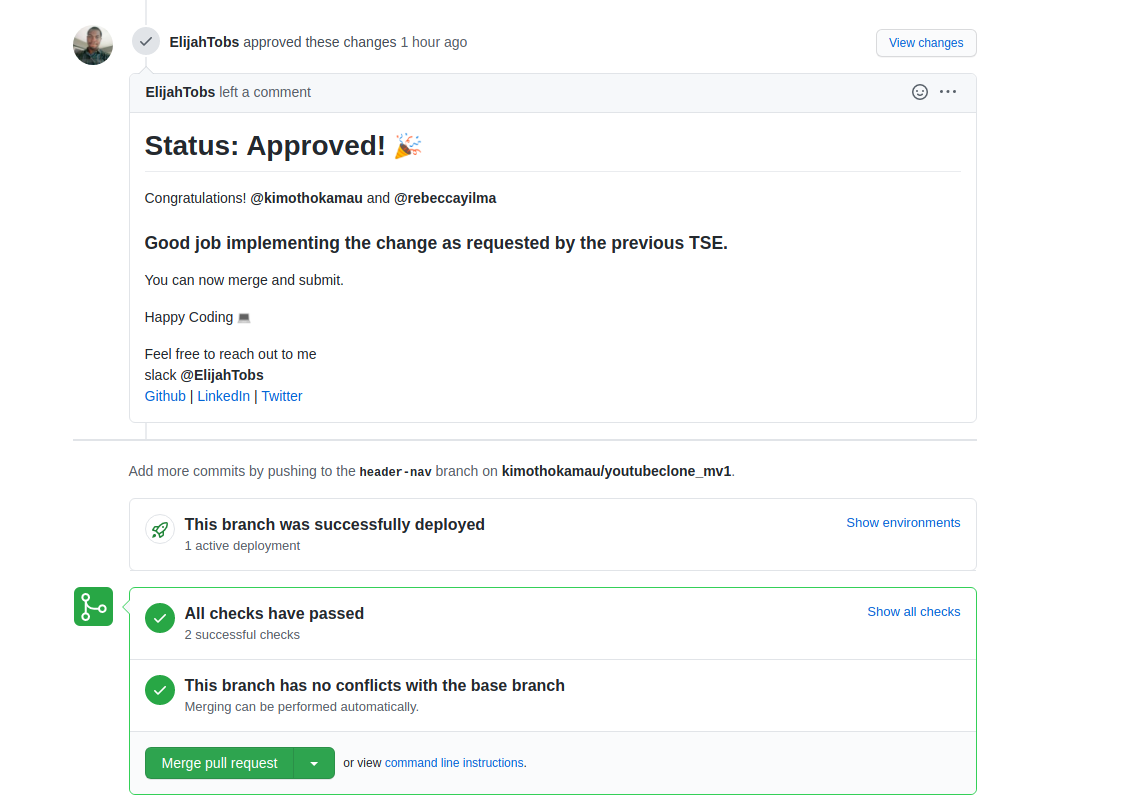 ElijahTobs approved these changes 1 hour ago
View changes
ElijahTobs left a comment
Status: Approved! 🎉
Congratulations! @kimothokamau and @rebeccayilma
Good job implementing the change as requested by the previous TSE.
You can now merge and submit.
Happy Coding 💻
Feel free to reach out to me
slack @ElijahTobs
Github | LinkedIn | Twitter
Add more commits by pushing to the header-nav branch on kimothokamau/youtubeclone_mv1.
This branch was successfully deployed
Show environments
1 active deployment
All checks have passed
Show all checks
2 successful checks
This branch has no conflicts with the base branch
Merging can be performed automatically.
Merge pull request
or view command line instructions.